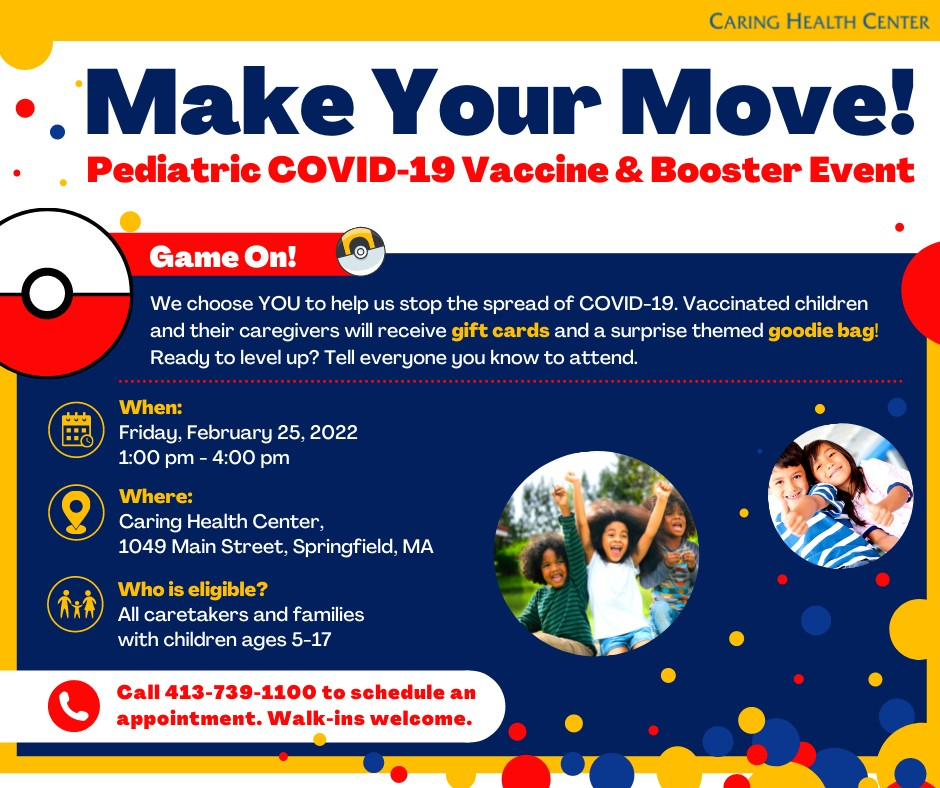 CARING HEALTH CENTER
Make Your Move!
Pediatric COVID-19 Vaccine & Booster Event
Game On!
We choose YOU to help us stop the spread of COVID-19. Vaccinated children
and their caregivers will receive gift cards and a surprise themed goodie bag!
Ready to level up? Tell everyone you know to attend.
When:
Friday, February 25, 2022
1:00 pm - 4:00 pm
Where:
Caring Health Center,
1049 Main Street, Springfield, MA
Who is eligible?
All caretakers and families
with children ages 5-17
Call 413-739-1100 to schedule an
appointment. Walk-ins welcome.